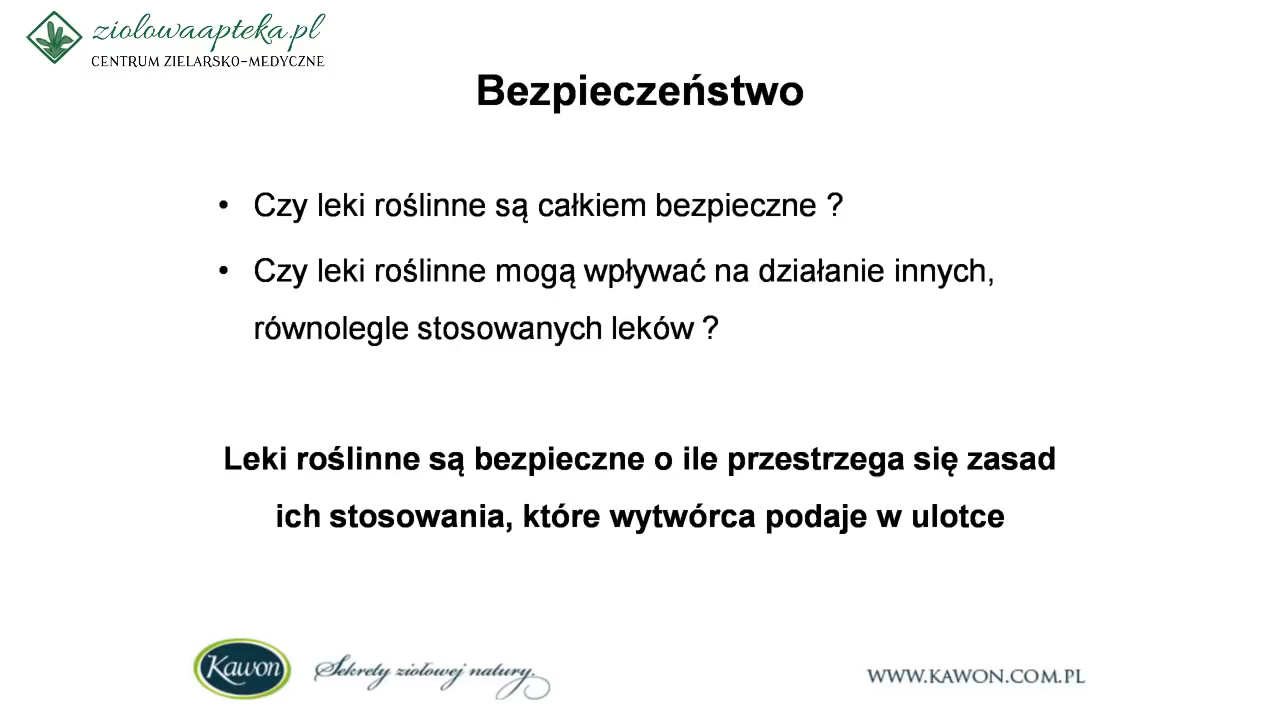 ziolowaapteka.pl
CENTRUM ZIELARSKO-MEDYCZNE
Bezpieczeństwo
• Czy leki roślinne są całkiem bezpieczne ?
• Czy leki roślinne mogą wpływać na działanie innych,
równolegle stosowanych leków ?
Leki roślinne są bezpieczne o ile przestrzega się zasad
ich stosowania, które wytwórca podaje w ulotce
Kawon Sekrety ziołowej natury.
WWW.KAWON.COM.PL